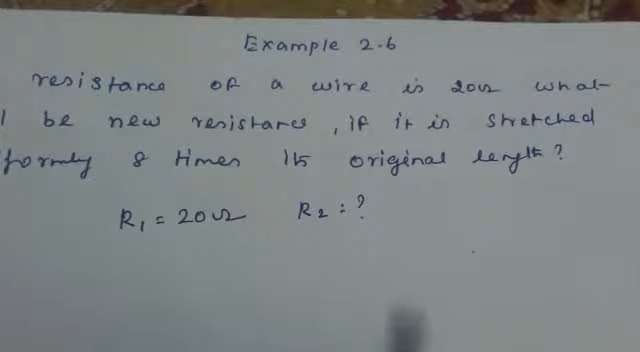 Example 2.6
resistance of a wire is 20Ω what
l be new resistance, if it is stretched
formly 8 times its original length?
R₁ = 20Ω R₂ = ?